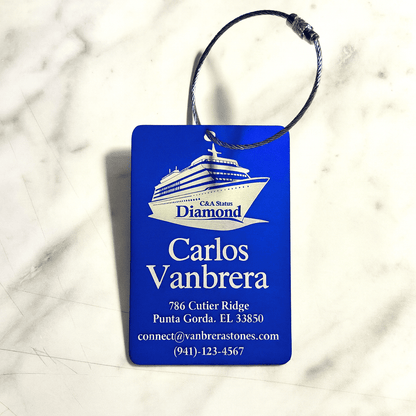 C&A Status
Diamond
Carlos
Vanbrera
786 Cutier Ridge
Punta Gorda. EL 33850
connect@vanbrerastones.com
(941)-123-4567